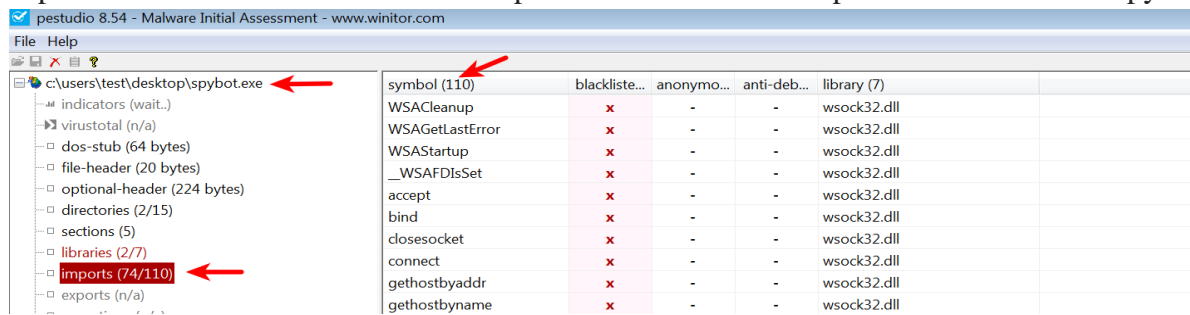 pestudio 8.54 - Malware Initial Assessment - www.winitor.com
File Help
c:\users\test\desktop\spybot.exe
indicators (wait..)
virustotal (n/a)
dos-stub (64 bytes)
file-header (20 bytes)
optional-header (224 bytes)
directories (2/15)
sections (5)
libraries (2/7)
imports (74/110)
exports (n/a)
symbol (110) blackliste... anonymo... anti-deb... library (7)
WSACleanup x - - wsock32.dll
WSAGetLastError x - - wsock32.dll
WSAStartup x - - wsock32.dll
__WSAFDIsSet x - - wsock32.dll
accept x - - wsock32.dll
bind x - - wsock32.dll
closesocket x - - wsock32.dll
connect x - - wsock32.dll
gethostbyaddr x - - wsock32.dll
gethostbyname x - - wsock32.dll